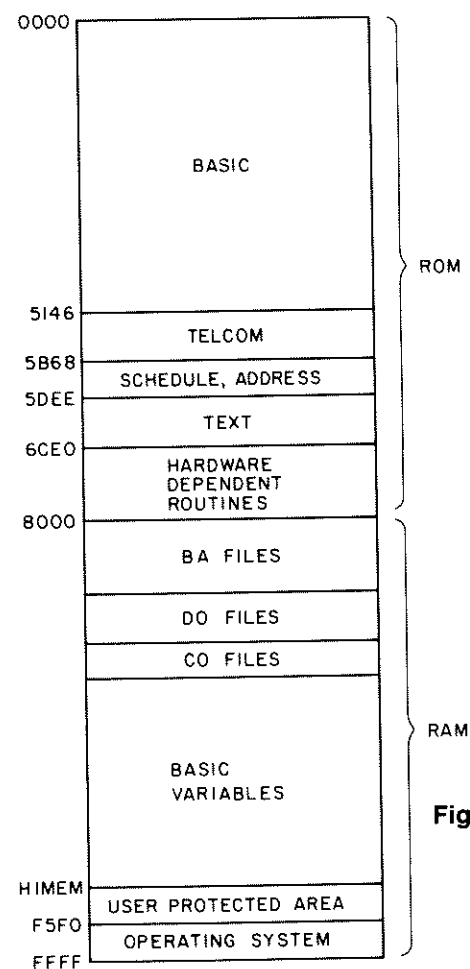 0000
BASIC
ROM
5146
TELCOM
5B68
SCHEDULE, ADDRESS
5DEE
TEXT
6CE0
HARDWARE
DEPENDENT
ROUTINES
8000
BA FILES
DO FILES
CO FILES
RAM
BASIC
VARIABLES
Fig
HIMEM
USER PROTECTED AREA
F5F0
OPERATING SYSTEM
FFFF